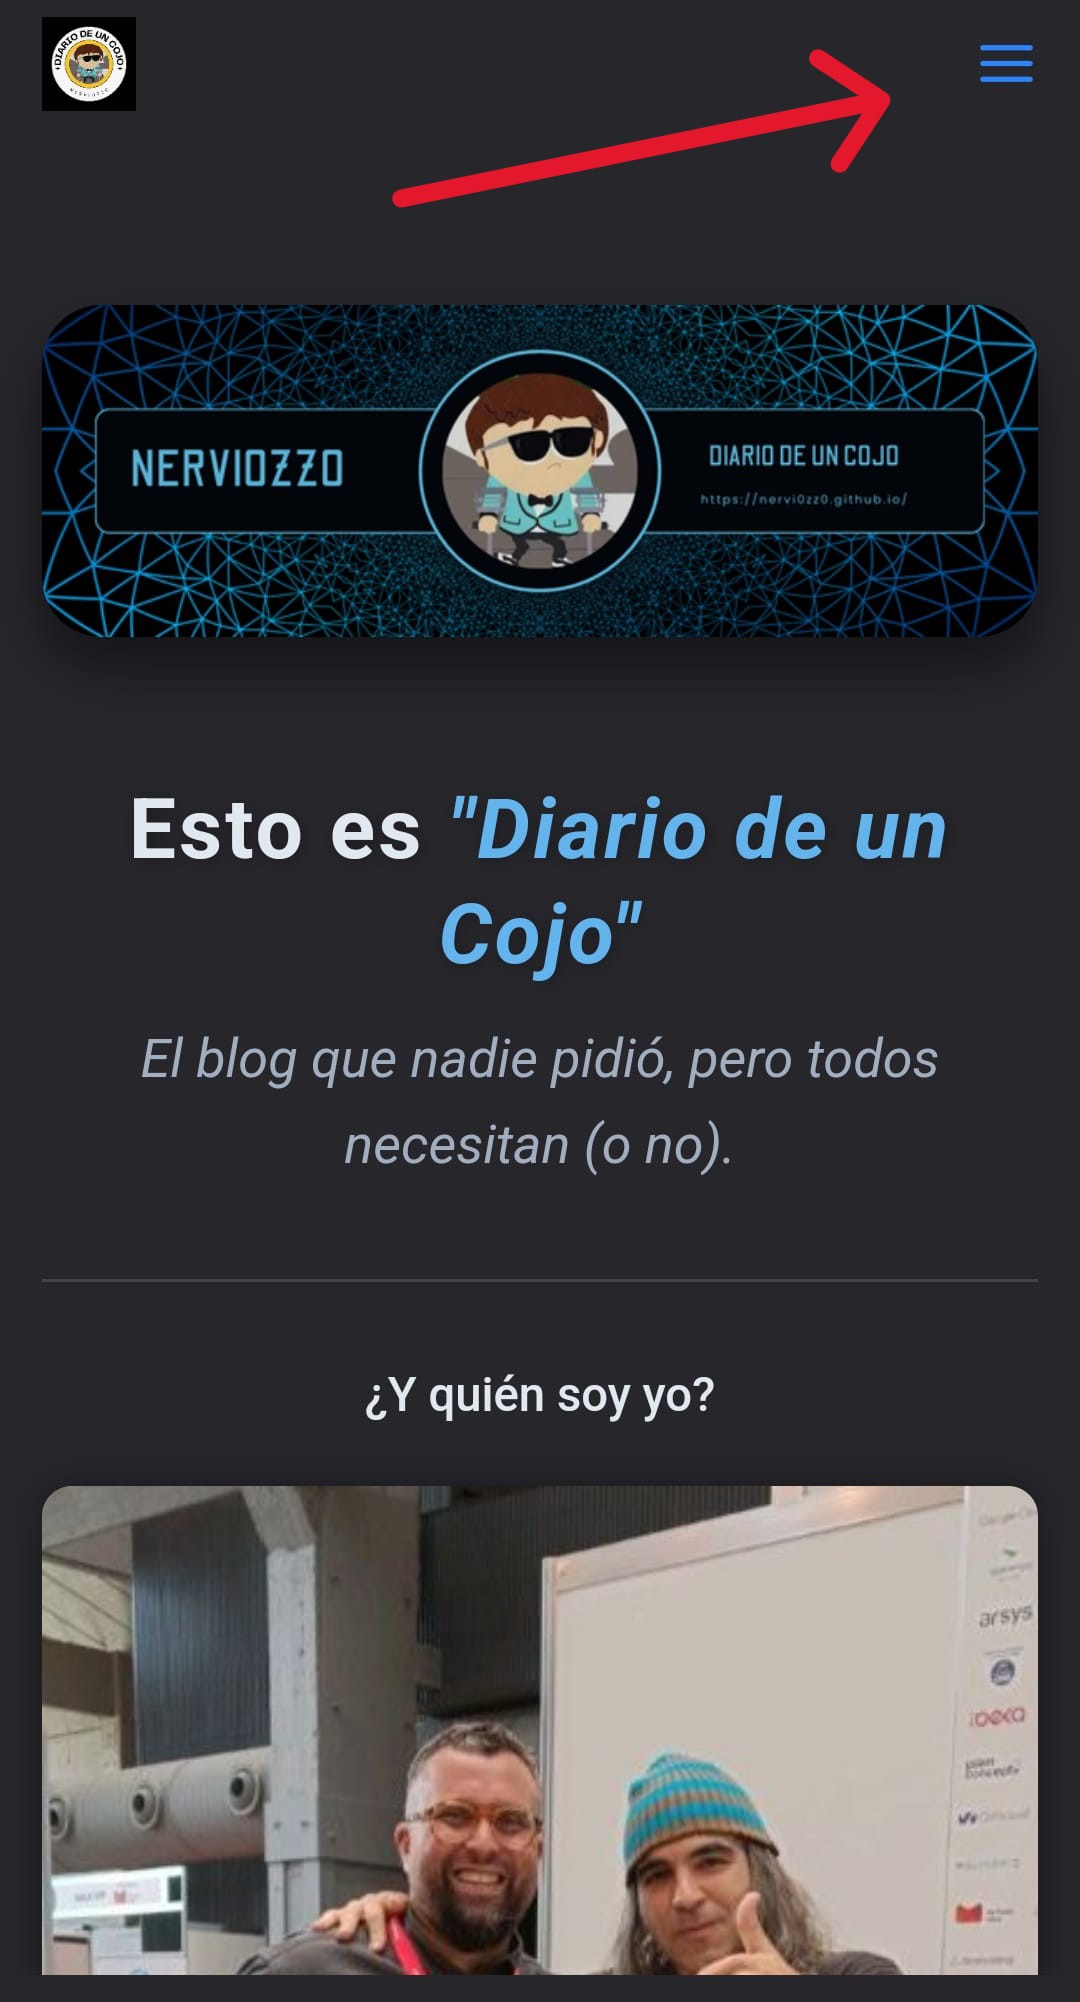 DIARIO DE UN COJO
NERVIOZZO
NERVIOZZO
DIARIO DE UN COJO
https://nervi0zz0.github.io/
Esto es "Diario de un
Cojo"
El blog que nadie pidió, pero todos
necesitan (o no).
¿Y quién soy yo?
arsys